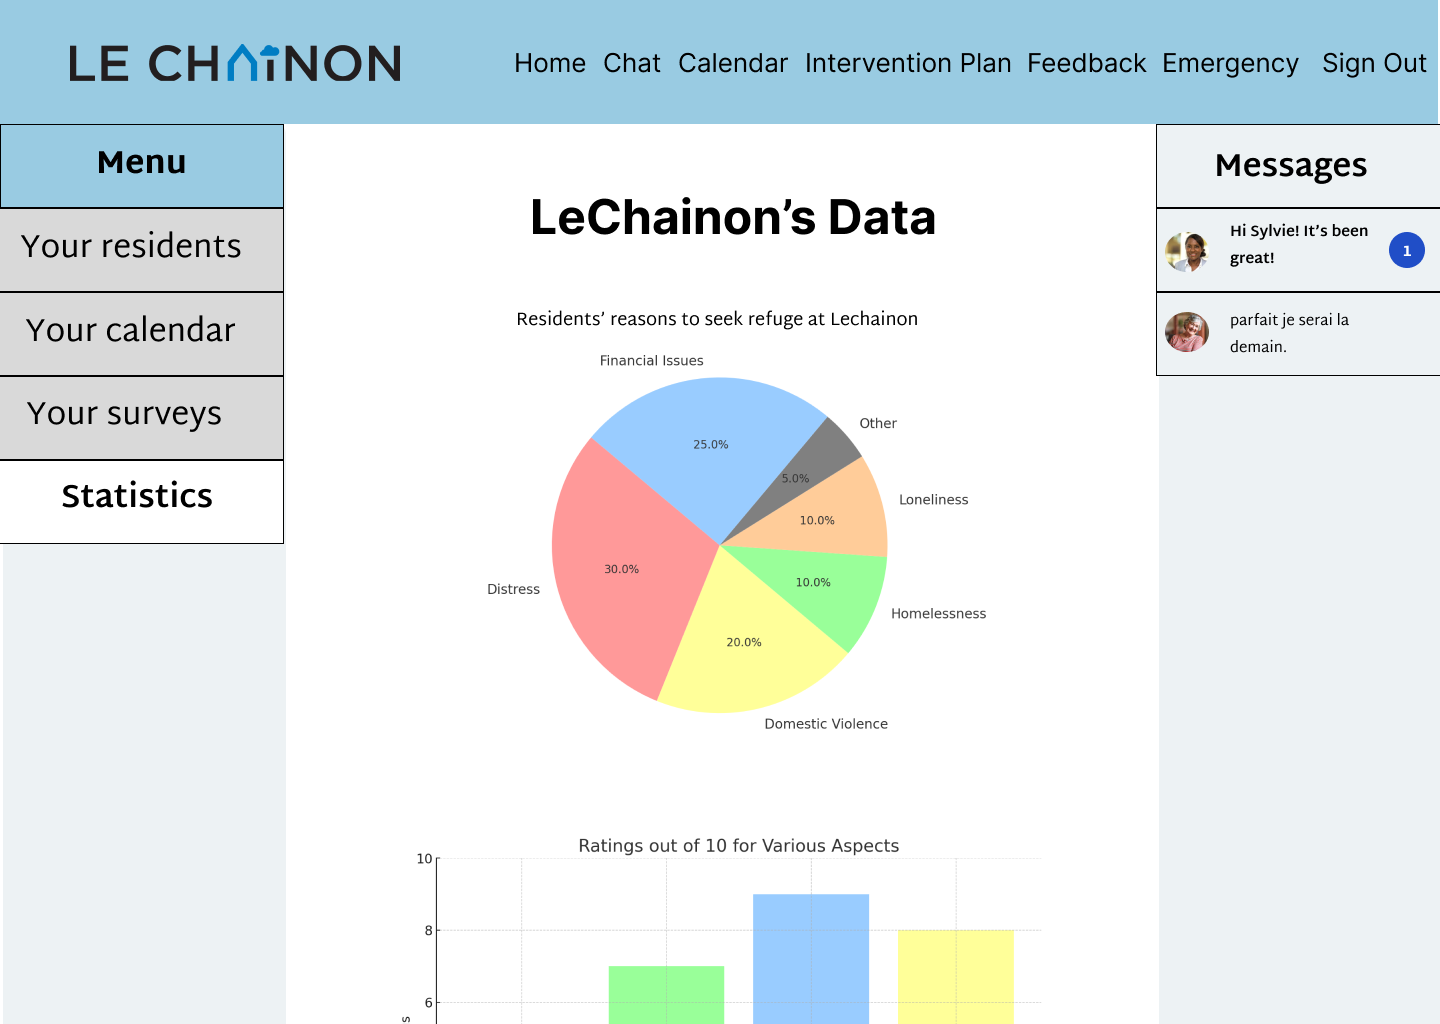 LE CHAÎNON
Home Chat Calendar Intervention Plan Feedback Emergency Sign Out
Menu
Your residents
Your calendar
Your surveys
Statistics
LeChainon’s Data
Residents’ reasons to seek refuge at Lechainon
Financial Issues
Other
25.0%
5.0%
Loneliness
10.0%
30.0%
Distress
10.0%
Homelessness
20.0%
Domestic Violence
Ratings out of 10 for Various Aspects
10
8
6
Messages
Hi Sylvie! It’s been
great!
1
parfait je serai la
demain.